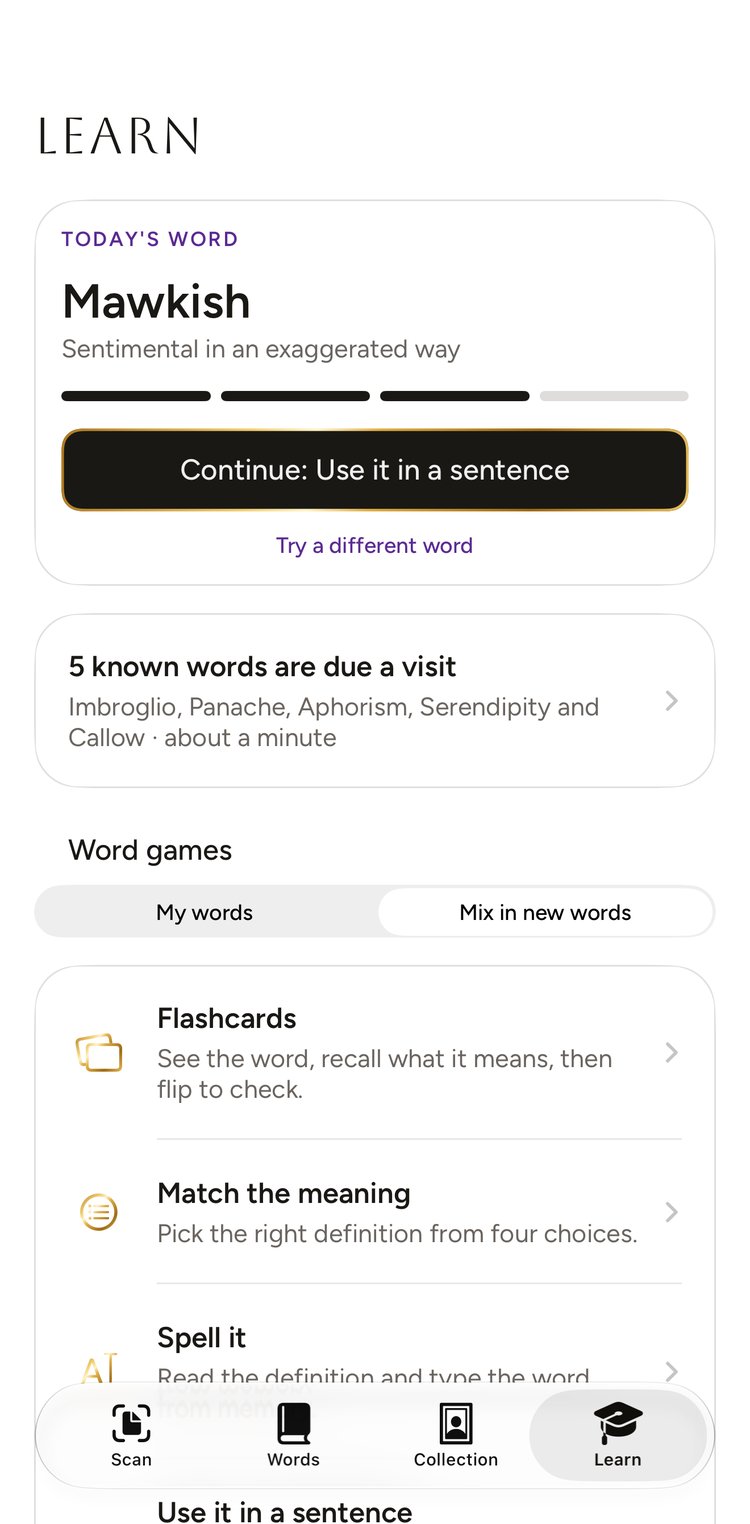 LEARN
TODAY'S WORD
Mawkish
Sentimental in an exaggerated way
Continue: Use it in a sentence
Try a different word
5 known words are due a visit
Imbroglio, Panache, Aphorism, Serendipity and
Callow · about a minute
Word games
My words
Mix in new words
Flashcards
See the word, recall what it means, then
flip to check.
Match the meaning
Pick the right definition from four choices.
Spell it
Read the definition and type the word
from
Scan
Words
Collection
Learn
Use it in a sentence